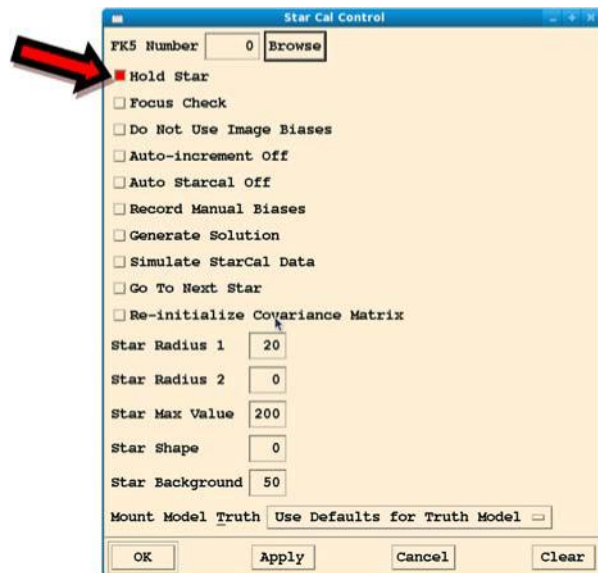 Star Cal Control
FK5 Number 0 Browse
Hold Star
Focus Check
Do Not Use Image Biases
Auto-increment Off
Auto Starcal Off
Record Manual Biases
Generate Solution
Simulate StarCal Data
Go To Next Star
Re-initialize Covariance Matrix
Star Radius 1 20
Star Radius 2 0
Star Max Value 200
Star Shape 0
Star Background 50
Mount Model Truth Use Defaults for Truth Model
OK Apply Cancel Clear